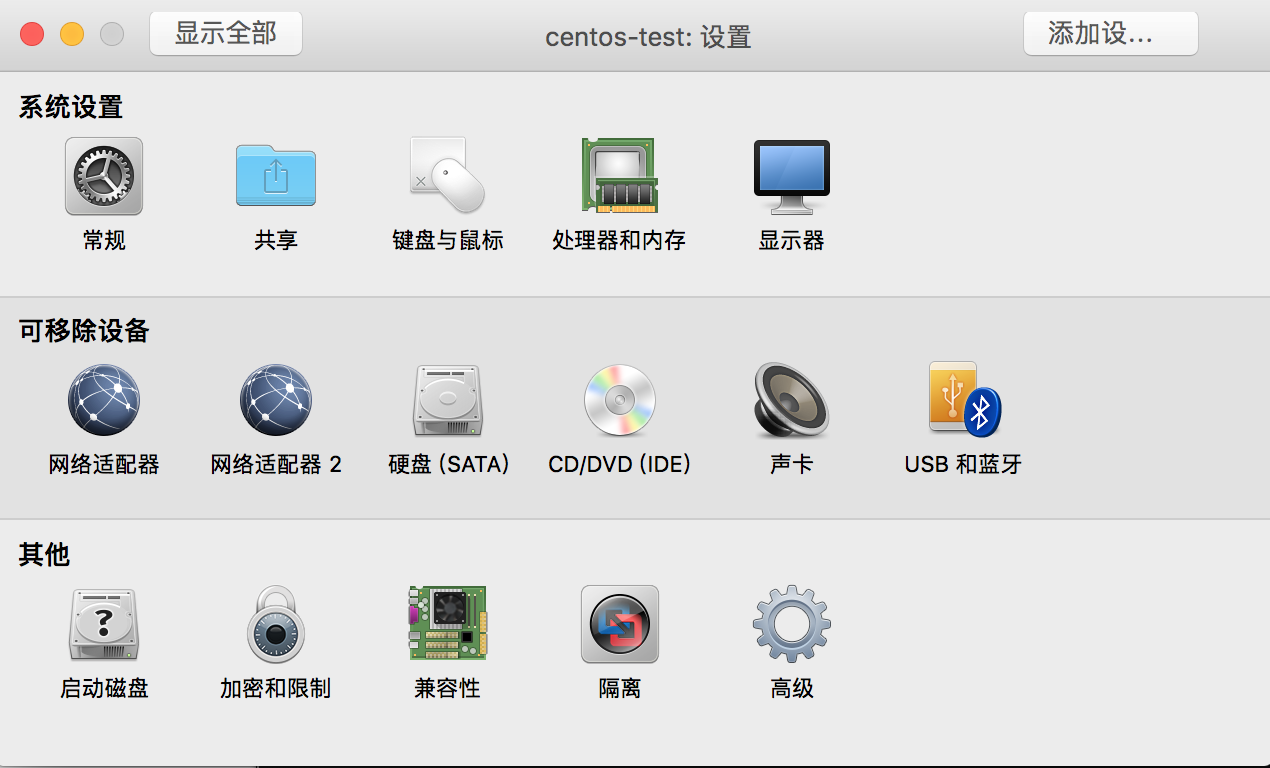 显示全部
centos-test: 设置
添加设...
系统设置
常规
共享
键盘与鼠标
处理器和内存
显示器
可移除设备
网络适配器
网络适配器 2
硬盘 (SATA)
CD/DVD (IDE)
声卡
USB 和蓝牙
其他
?
启动磁盘
加密和限制
兼容性
隔离
高级